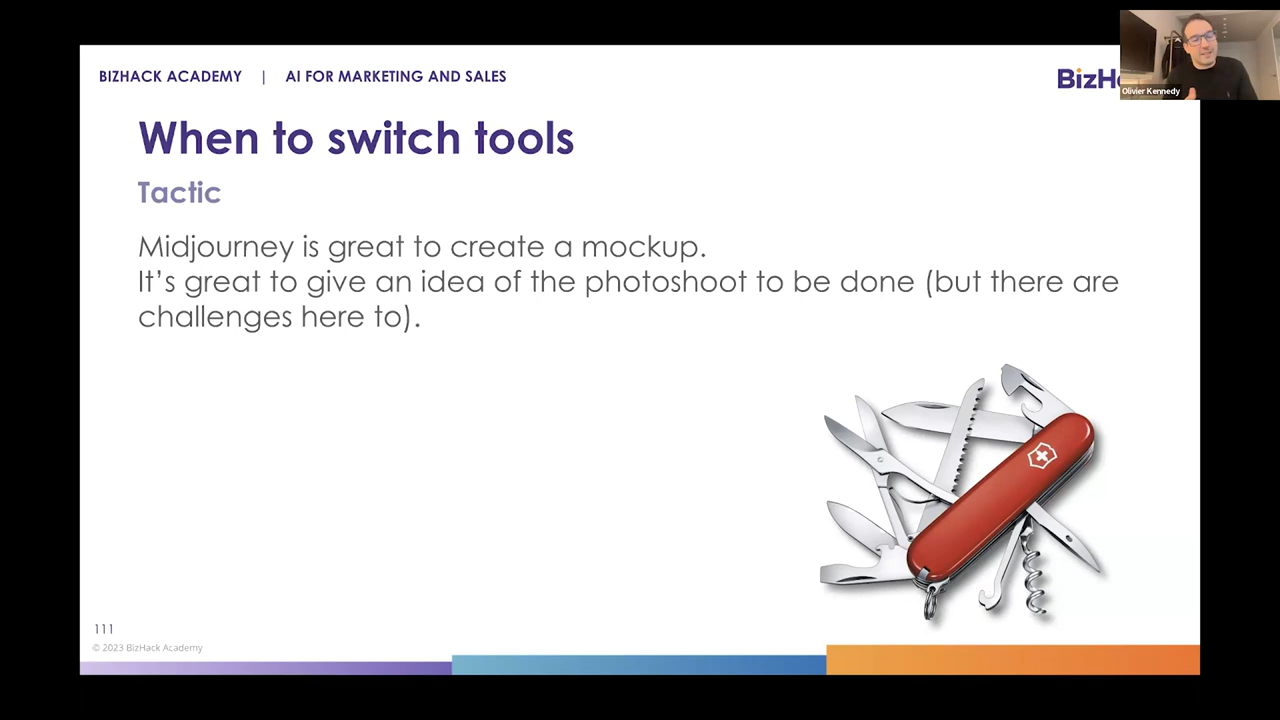 BIZHACK ACADEMY | AI FOR MARKETING AND SALES
BizH
Olivier Kennedy
When to switch tools
Tactic
Midjourney is great to create a mockup.
It’s great to give an idea of the photoshoot to be done (but there are
challenges here to).
111
© 2023 BizHack Academy